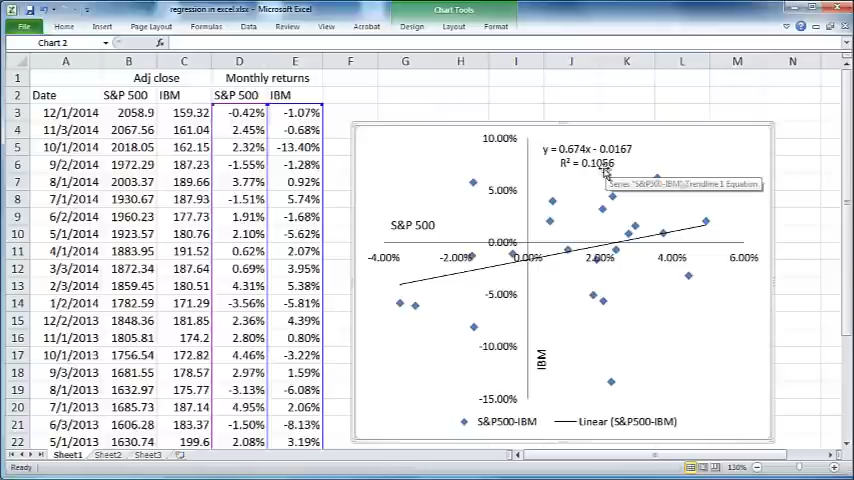 regression in excel.xlsx - Microsoft Excel
Chart Tools
File Home Insert Page Layout Formulas Data Review View Acrobat Design Layout Format
Chart 2 fx
A B C D E F G H I J K L M N
1 Adj close Monthly returns
2 Date S&P 500 IBM S&P 500 IBM
3 12/1/2014 2058.9 159.32 -0.42% -1.07%
4 11/3/2014 2067.56 161.04 2.45% -0.68%
5 10/1/2014 2018.05 162.15 2.32% -13.40%
6 9/2/2014 1972.29 187.23 -1.55% -1.28%
7 8/1/2014 2003.37 189.66 3.77% 0.92%
8 7/1/2014 1930.67 187.93 -1.51% 5.74%
9 6/2/2014 1960.23 177.73 1.91% -1.68%
10 5/1/2014 1923.57 180.76 2.10% -5.62%
11 4/1/2014 1883.95 191.52 0.62% 2.07%
12 3/3/2014 1872.34 187.64 0.69% 3.95%
13 2/3/2014 1859.45 180.51 4.31% 5.38%
14 1/2/2014 1782.59 171.29 -3.56% -5.81%
15 12/2/2013 1848.36 181.85 2.36% 4.39%
16 11/1/2013 1805.81 174.2 2.80% 0.80%
17 10/1/2013 1756.54 172.82 4.46% -3.22%
18 9/3/2013 1681.55 178.57 2.97% 1.59%
19 8/1/2013 1632.97 175.77 -3.13% -6.08%
20 7/1/2013 1685.73 187.14 4.95% 2.06%
21 6/3/2013 1606.28 183.37 -1.50% -8.13%
22 5/1/2013 1630.74 199.6 2.08% 3.19%
10.00%
y = 0.674x - 0.0167
R² = 0.1056
Series "S&P500-IBM" Trendline 1 Equation
5.00%
S&P 500
0.00%
-4.00% -2.00% 0.00% 2.00% 4.00% 6.00%
-5.00%
-10.00%
IBM
-15.00%
S&P500-IBM Linear (S&P500-IBM)
Sheet1 Sheet2 Sheet3
Ready 130%